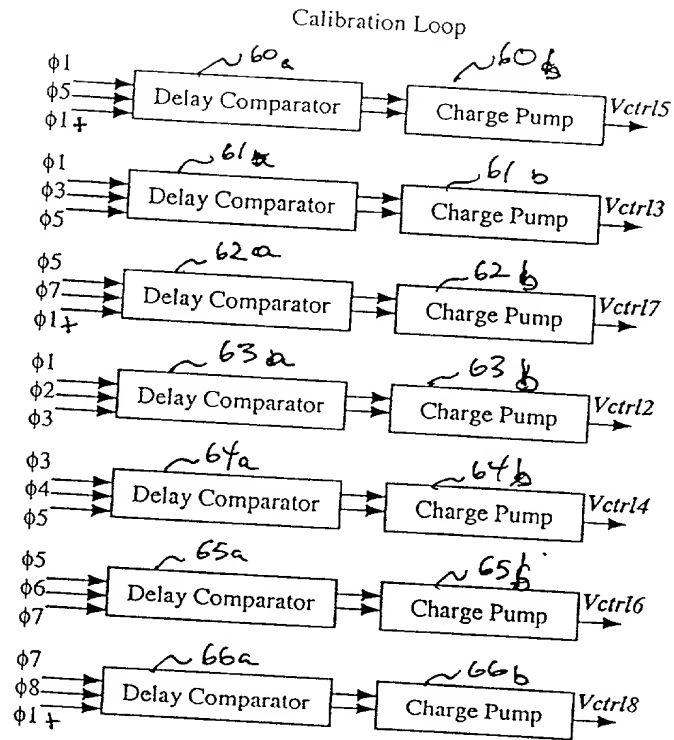 Calibration Loop
60a 60b
ϕ1
ϕ5 Delay Comparator Charge Pump Vctrl5
ϕ1+
61a 61b
ϕ1
ϕ3 Delay Comparator Charge Pump Vctrl3
ϕ5
62a 62b
ϕ5
ϕ7 Delay Comparator Charge Pump Vctrl7
ϕ1+
63a 63b
ϕ1
ϕ2 Delay Comparator Charge Pump Vctrl2
ϕ3
64a 64b
ϕ3
ϕ4 Delay Comparator Charge Pump Vctrl4
ϕ5
65a 65b
ϕ5
ϕ6 Delay Comparator Charge Pump Vctrl6
ϕ7
66a 66b
ϕ7
ϕ8 Delay Comparator Charge Pump Vctrl8
ϕ1+